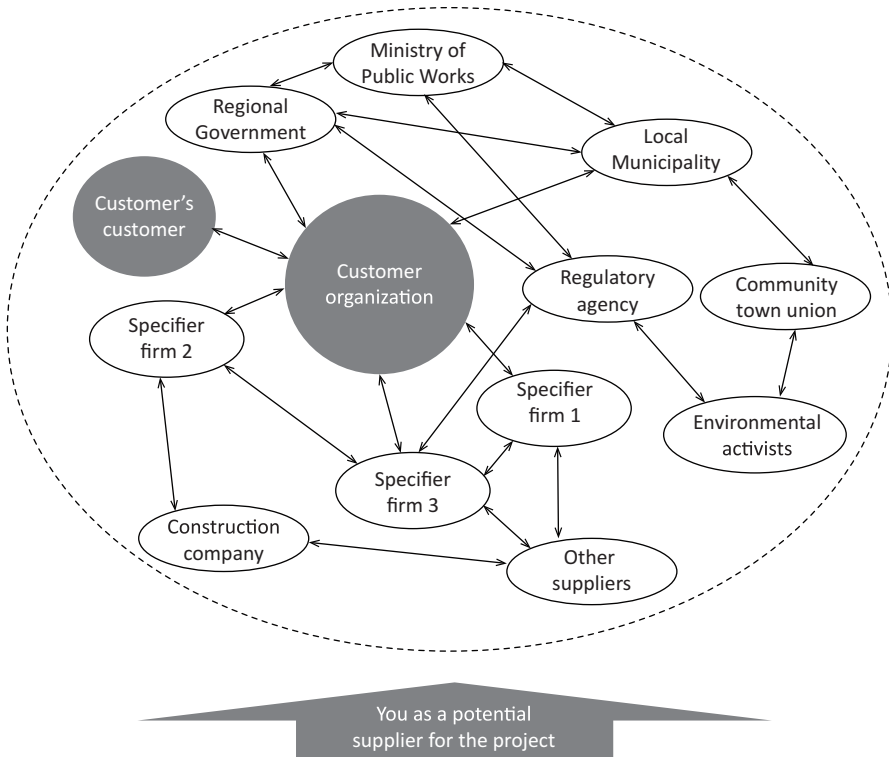 Ministry of
Public Works
Regional
Government
Local
Municipality
Customer's
customer
Customer
organization
Regulatory
agency
Community
town union
Specifier
firm 2
Specifier
firm 1
Environmental
activists
Specifier
firm 3
Construction
company
Other
suppliers
You as a potential
supplier for the project